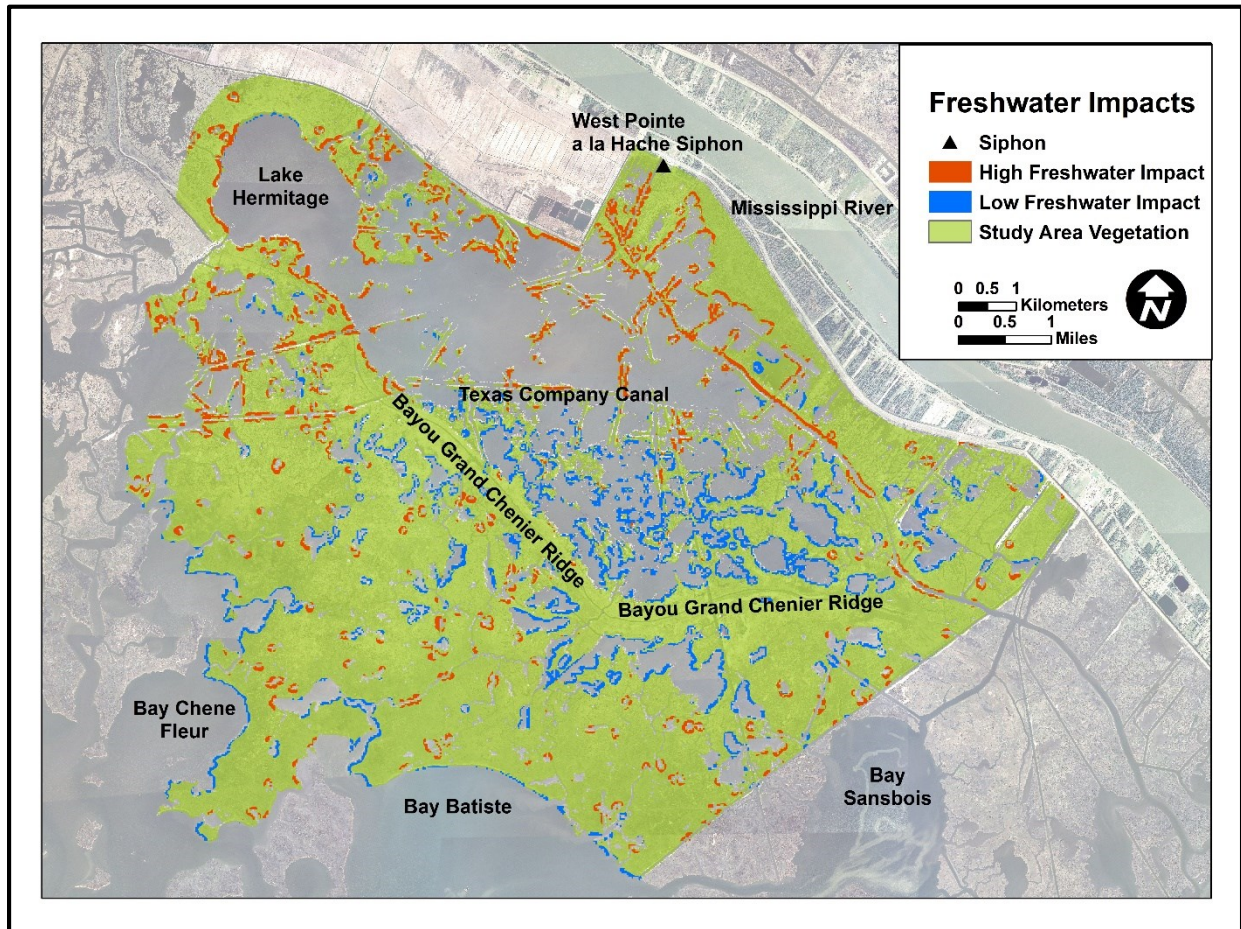 Freshwater Impacts
Siphon
High Freshwater Impact
Low Freshwater Impact
Study Area Vegetation
0 0.5 1
Kilometers
0 0.5 1
Miles
N
West Pointe
a la Hache Siphon
Mississippi River
Lake
Hermitage
Texas Company Canal
Bayou Grand Chenier Ridge
Bayou Grand Chenier Ridge
Bay Chene
Fleur
Bay Batiste
Bay
Sansbois